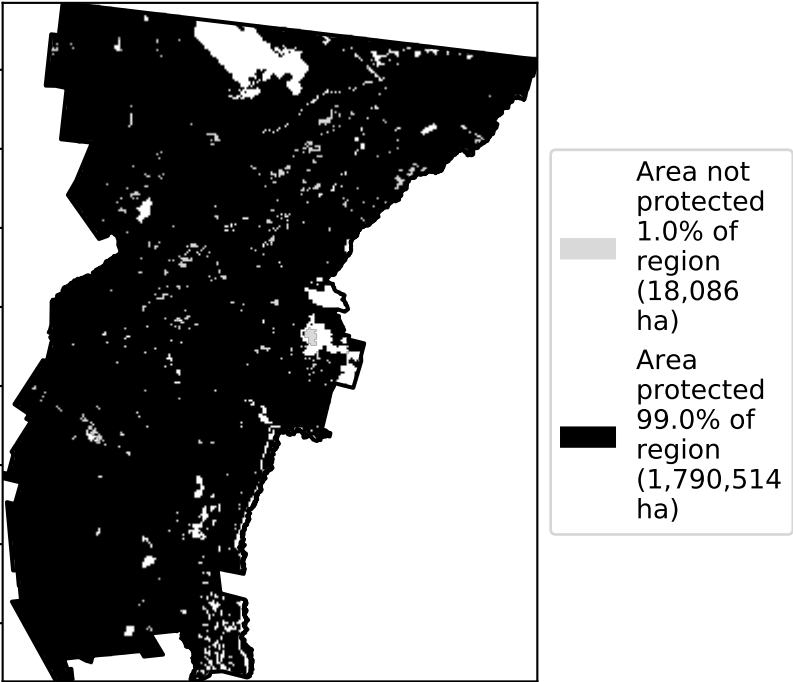 Area not
protected
1.0% of
region
(18,086
ha)
Area
protected
99.0% of
region
(1,790,514
ha)